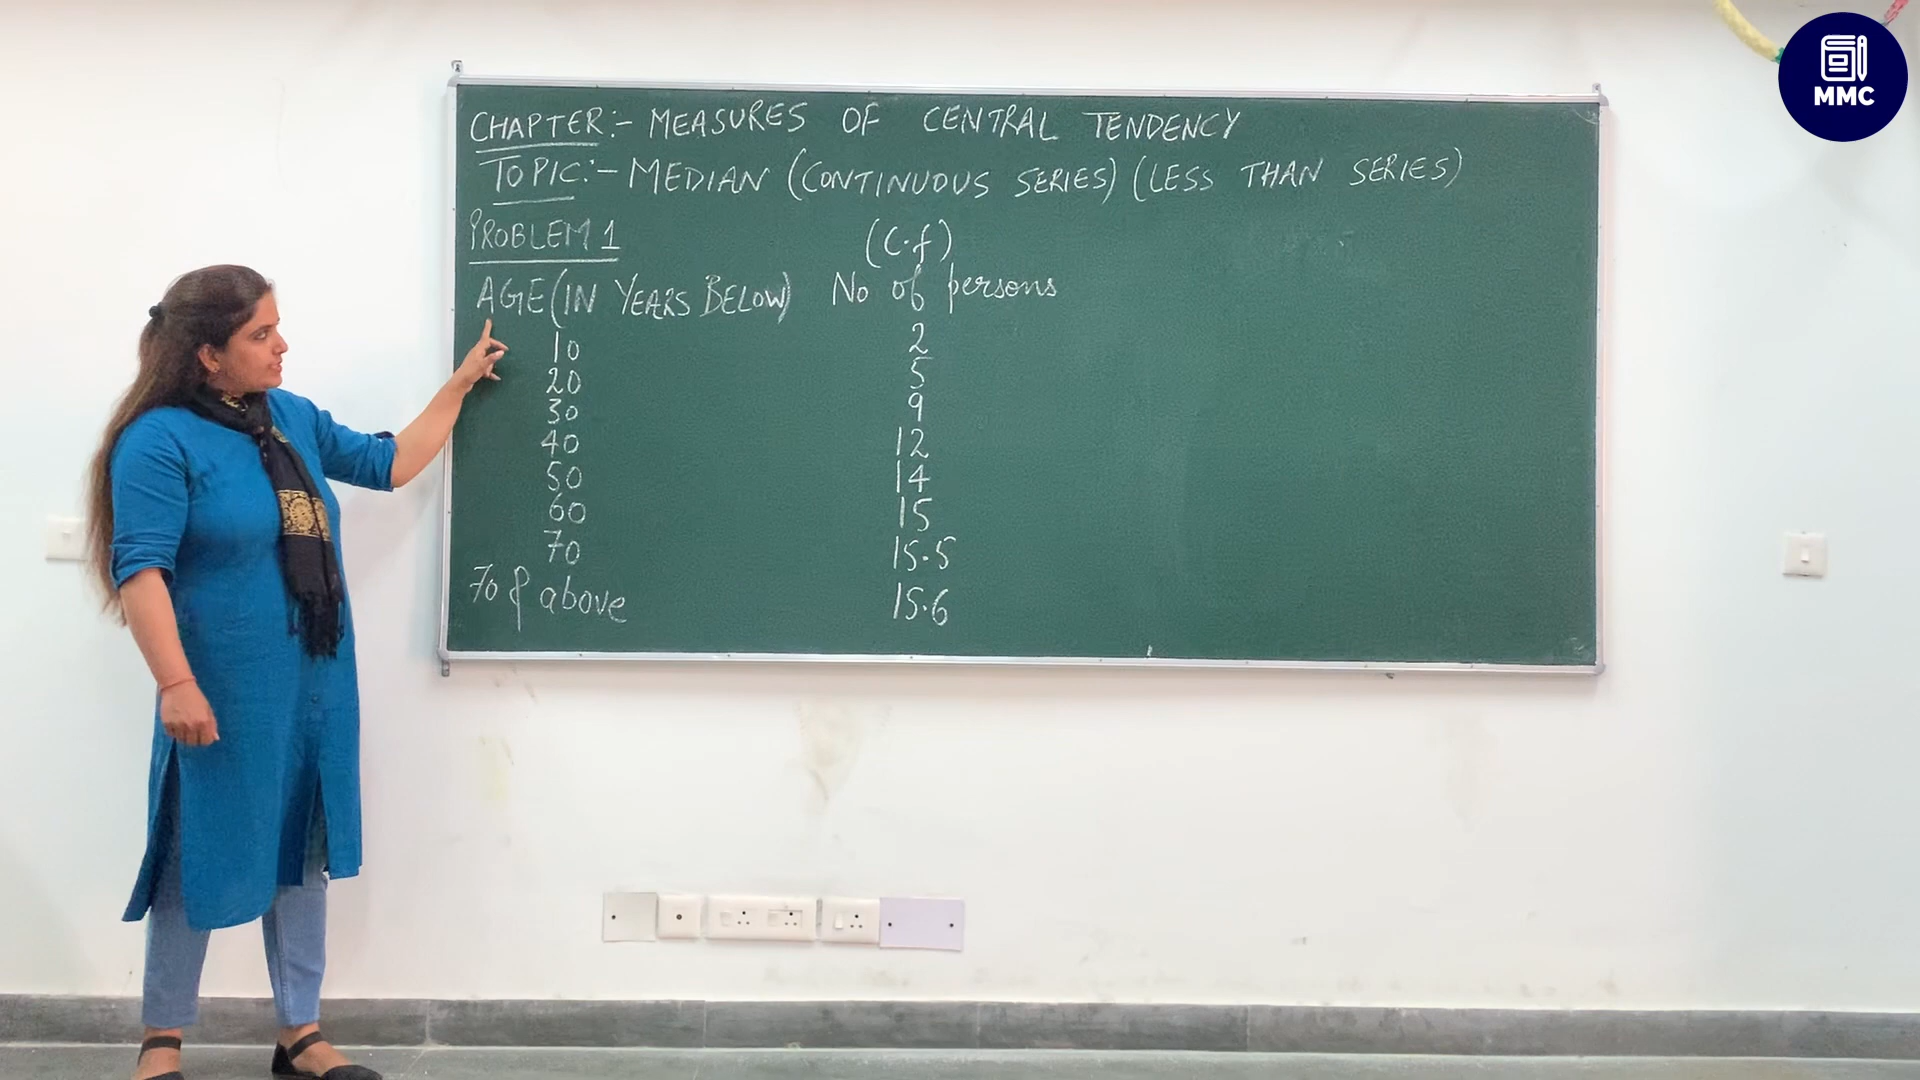 CHAPTER:- MEASURES OF CENTRAL TENDENCY
TOPIC:- MEDIAN (CONTINUOUS SERIES) (LESS THAN SERIES)
PROBLEM 1
(C.f)
AGE (IN YEARS BELOW) No of persons
10 2
20 5
30 9
40 12
50 14
60 15
70 15.5
70 & above 15.6
MMC